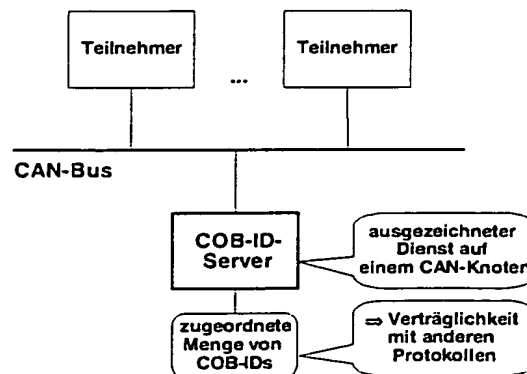 Teilnehmer
...
Teilnehmer
CAN-Bus
COB-ID-
Server
ausgezeichneter
Dienst auf
einem CAN-Knoten
zugeordnete
Menge von
COB-IDs
⇒ Verträglichkeit
mit anderen
Protokollen